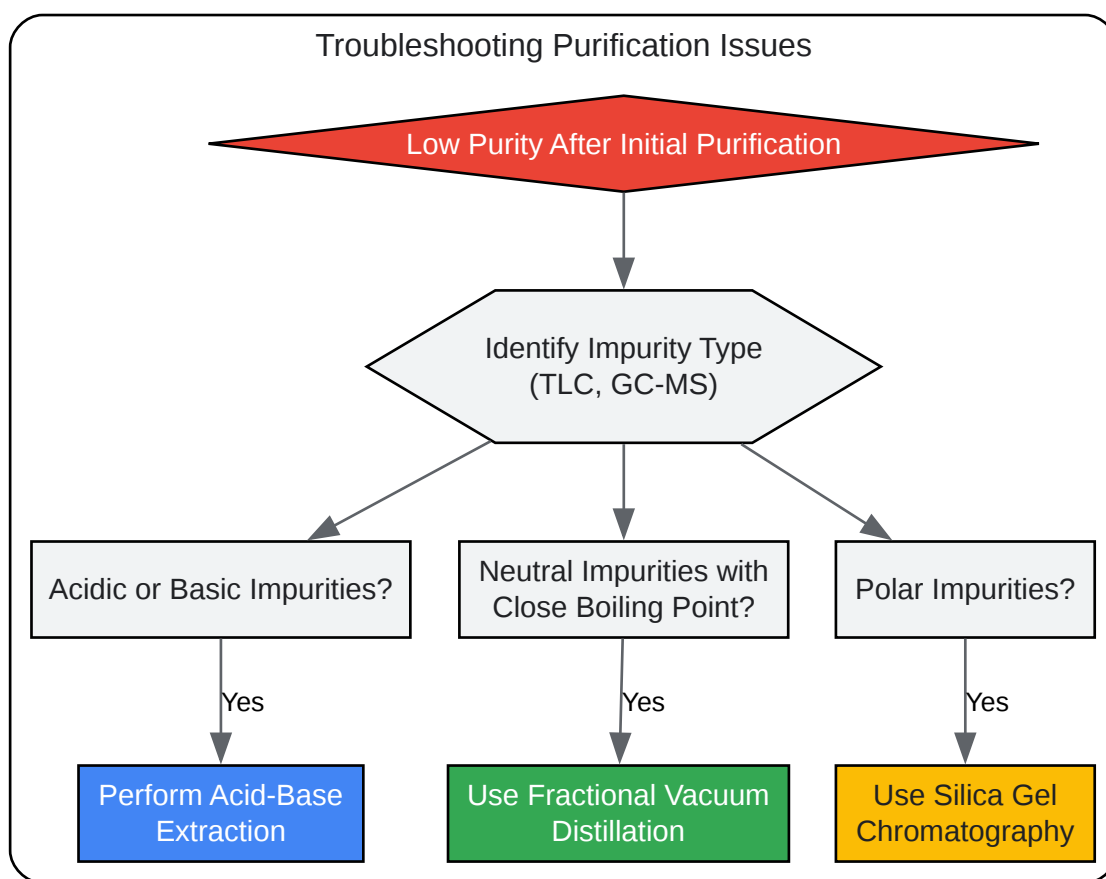 Troubleshooting Purification Issues
Low Purity After Initial Purification
Identify Impurity Type
(TLC, GC-MS)
Acidic or Basic Impurities?
Neutral Impurities with
Close Boiling Point?
Polar Impurities?
Yes
Yes
Yes
Perform Acid-Base
Extraction
Use Fractional Vacuum
Distillation
Use Silica Gel
Chromatography